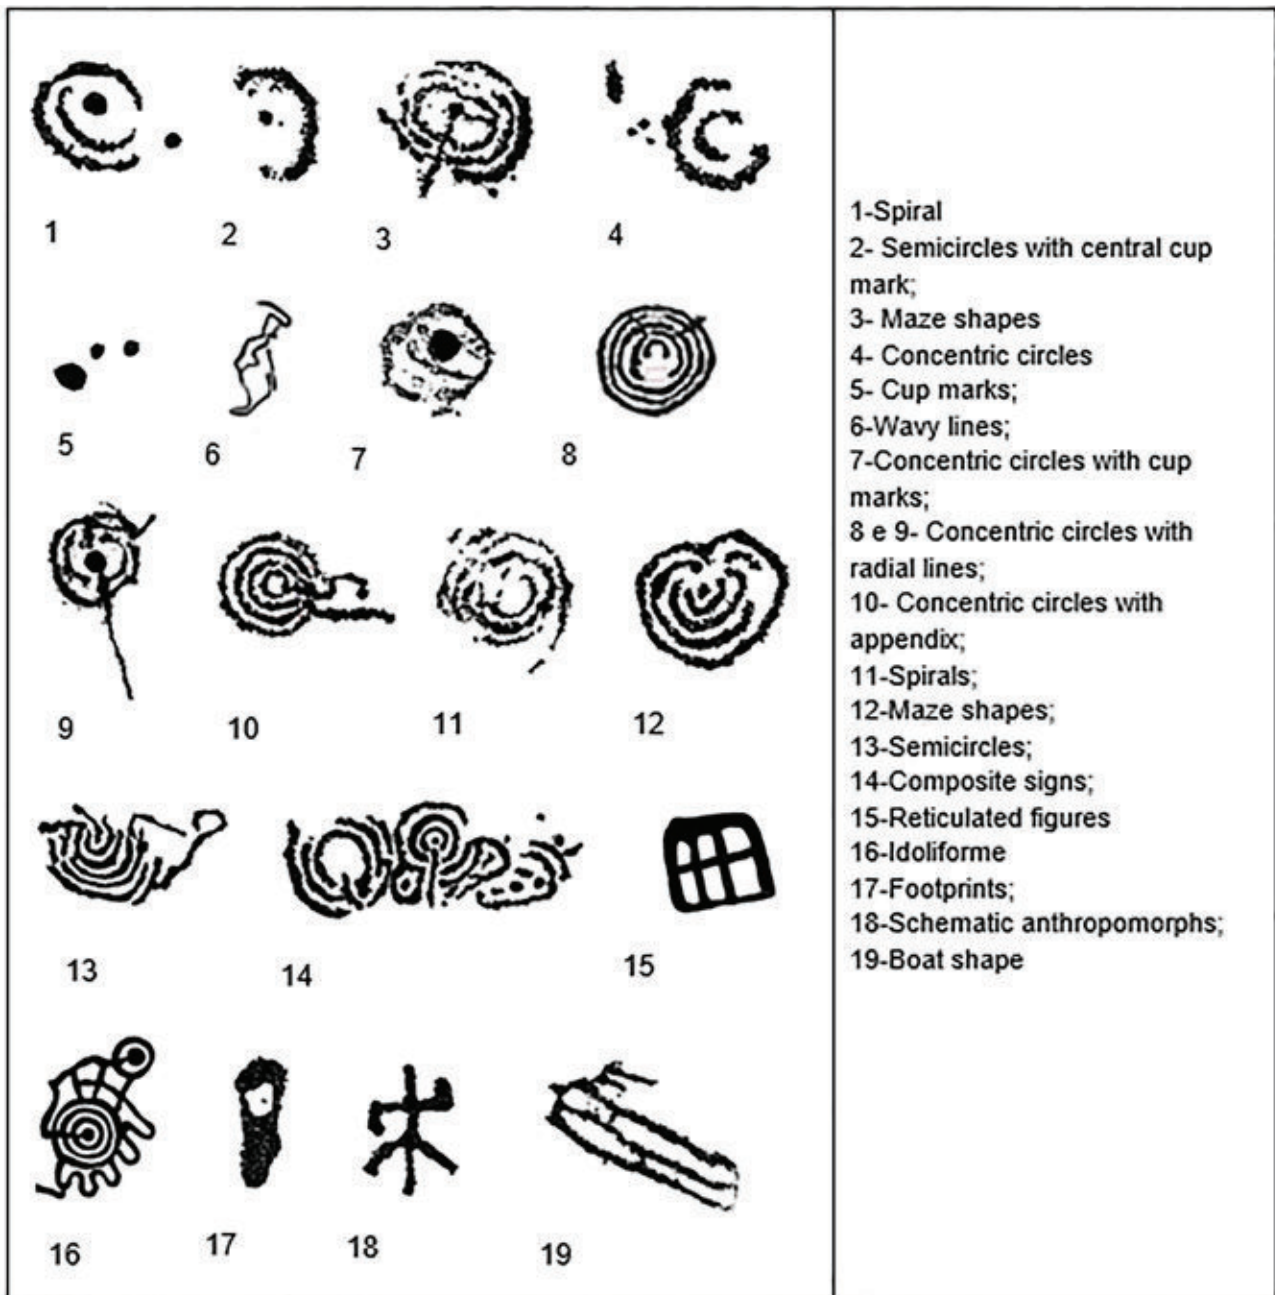 1 2 3 4
5 6 7 8
9 10 11 12
13 14 15
16 17 18 19
1-Spiral
2- Semicircles with central cup
mark;
3- Maze shapes
4- Concentric circles
5- Cup marks;
6-Wavy lines;
7-Concentric circles with cup
marks;
8 e 9- Concentric circles with
radial lines;
10- Concentric circles with
appendix;
11-Spirals;
12-Maze shapes;
13-Semicircles;
14-Composite signs;
15-Reticulated figures
16-Idoliforme
17-Footprints;
18-Schematic anthropomorphs;
19-Boat shape